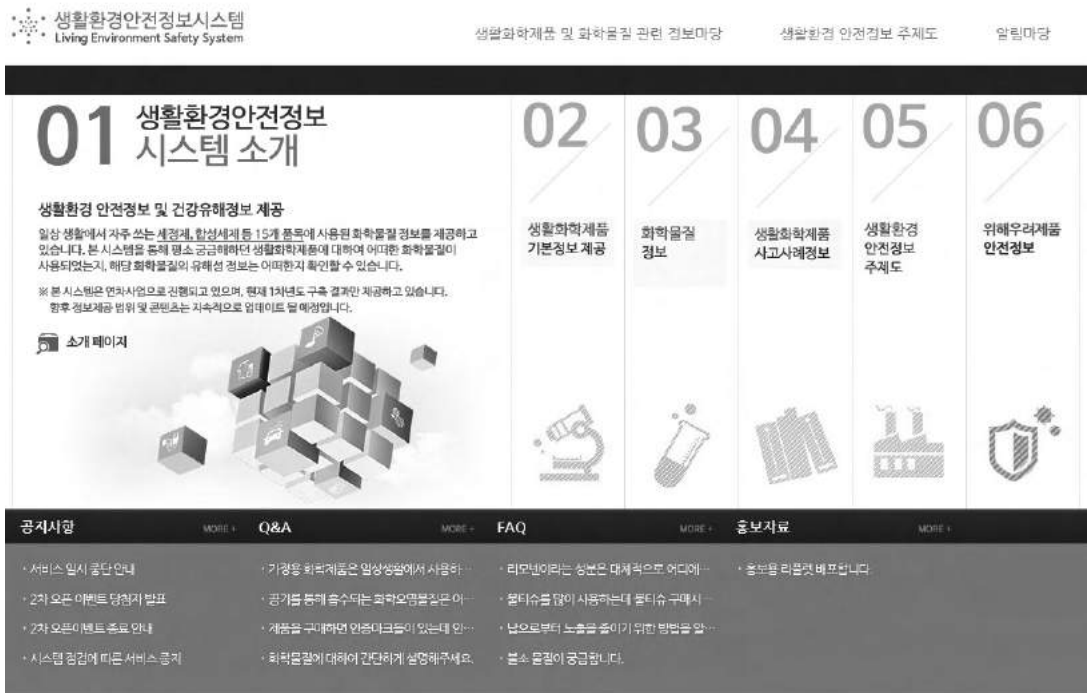 생활환경안전정보시스템
Living Environment Safety System
생활화학제품 및 화학물질 관련 정보마당
생활환경 안전정보 주제도
알림마당
01 생활환경안전정보
시스템 소개
생활환경 안전정보 및 건강유해정보 제공
일상 생활에서 자주 쓰는 세정제, 합성세제 등 15개 품목에 사용된 화학물질 정보를 제공하고
있습니다. 본 시스템을 통해 평소 궁금해하던 생활화학제품에 대하여 어떠한 화학물질이
사용되었는지, 해당 화학물질의 유해성 정보는 어떠한지 확인할 수 있습니다.
※ 본 시스템은 연차사업으로 진행되고 있으며, 현재 1차년도 구축 결과만 제공하고 있습니다.
향후 정보제공 범위 및 콘텐츠는 지속적으로 업데이트 될 예정입니다.
소개 페이지
02
생활화학제품
기본정보 제공
03
화학물질
정보
04
생활화학제품
사고사례정보
05
생활환경
안전정보
주제도
06
위해우려제품
안전정보
공지사항 MORE +
· 서비스 일시 중단 안내
· 2차 오픈 이벤트 당첨자 발표
· 2차 오픈이벤트 종료 안내
· 시스템 점검에 따른 서비스 중지
Q&A MORE +
· 가정용 화학제품은 일상생활에서 사용하…
· 공기를 통해 흡수되는 화학오염물질은 어…
· 제품을 구매하면 인증마크들이 있는데 인…
· 화학물질에 대하여 간단하게 설명해주세요.
FAQ MORE +
· 리모넨이라는 성분은 대체적으로 어디에…
· 물티슈를 많이 사용하는데 물티슈 구매시…
· 납으로부터 노출을 줄이기 위한 방법을 알…
· 불소 물질이 궁금합니다.
홍보자료 MORE +
· 홍보용 리플렛 배포합니다.